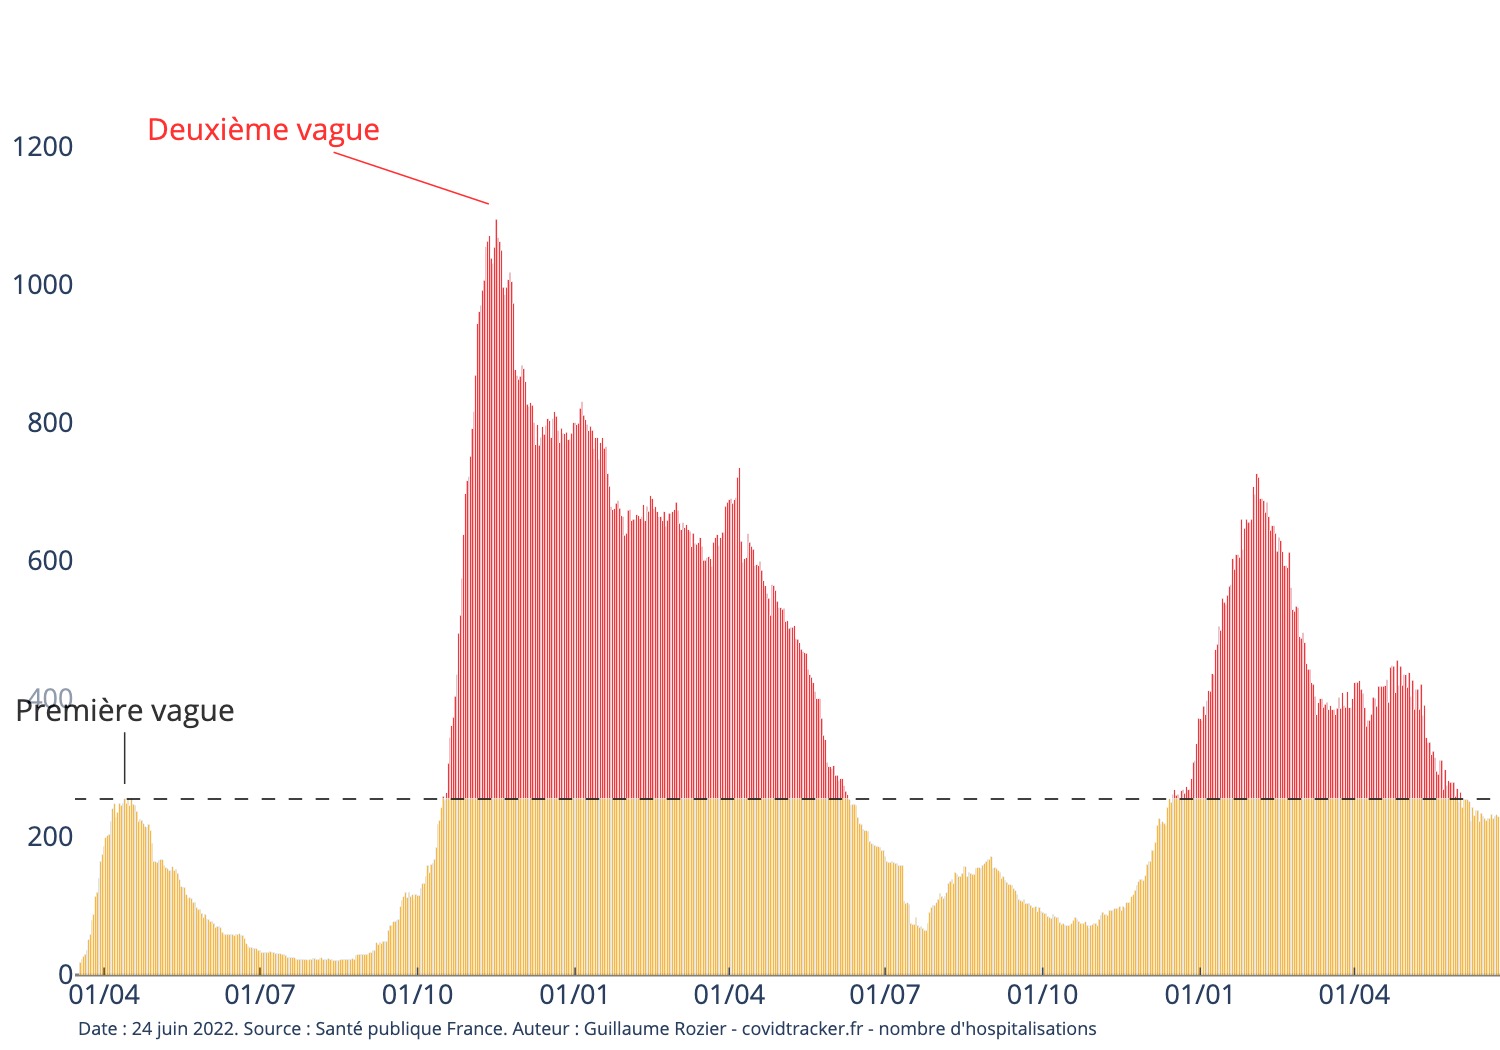 Deuxième vague
1200
1000
800
600
400
Première vague
200
0
01/04 01/07 01/10 01/01 01/04 01/07 01/10 01/01 01/04
Date : 24 juin 2022. Source : Santé publique France. Auteur : Guillaume Rozier - covidtracker.fr - nombre d'hospitalisations